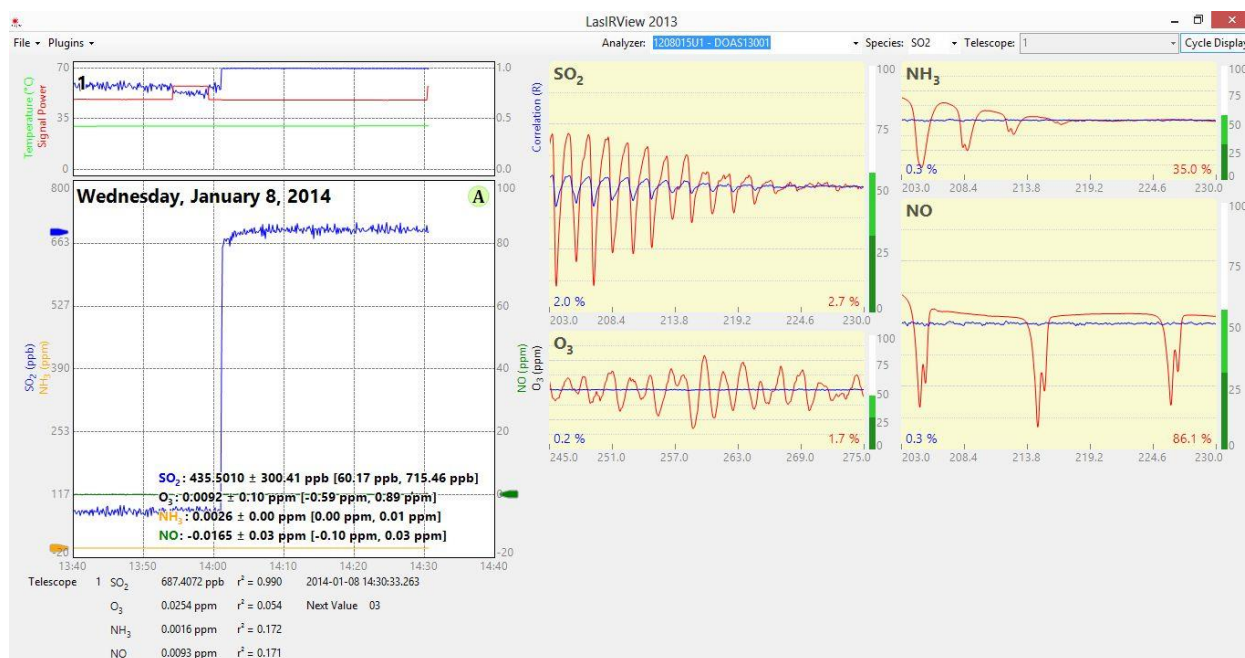 LasIRView 2013
File Plugins Analyzer: 1208015U1 - DOAS13001 Species: SO2 Telescope: 1 Cycle Display
Temperature (°C)
Signal Power
70
35
0
1
1.0
0.5
0.0
Correlation (R)
SO₂ (ppb)
NH₃ (ppm)
800
663
527
390
253
117
-20
Wednesday, January 8, 2014
A
100
80
60
40
20
0
-20
NO (ppm)
O₃ (ppm)
SO₂: 435.5010 ± 300.41 ppb [60.17 ppb, 715.46 ppb]
O₃: 0.0092 ± 0.10 ppm [-0.59 ppm, 0.89 ppm]
NH₃: 0.0026 ± 0.00 ppm [0.00 ppm, 0.01 ppm]
NO: -0.0165 ± 0.03 ppm [-0.10 ppm, 0.03 ppm]
13:40 13:50 14:00 14:10 14:20 14:30 14:40
Telescope 1 SO₂ 687.4072 ppb r² = 0.990 2014-01-08 14:30:33.263
O₃ 0.0254 ppm r² = 0.054 Next Value 03
NH₃ 0.0016 ppm r² = 0.172
NO 0.0093 ppm r² = 0.171
SO₂
100
75
50
25
0
2.0 % 2.7 %
203.0 208.4 213.8 219.2 224.6 230.0
O₃
100
75
50
25
0
0.2 % 1.7 %
245.0 251.0 257.0 263.0 269.0 275.0
NH₃
100
75
50
25
0
0.3 % 35.0 %
203.0 208.4 213.8 219.2 224.6 230.0
NO
100
75
50
25
0
0.3 % 86.1 %
203.0 208.4 213.8 219.2 224.6 230.0